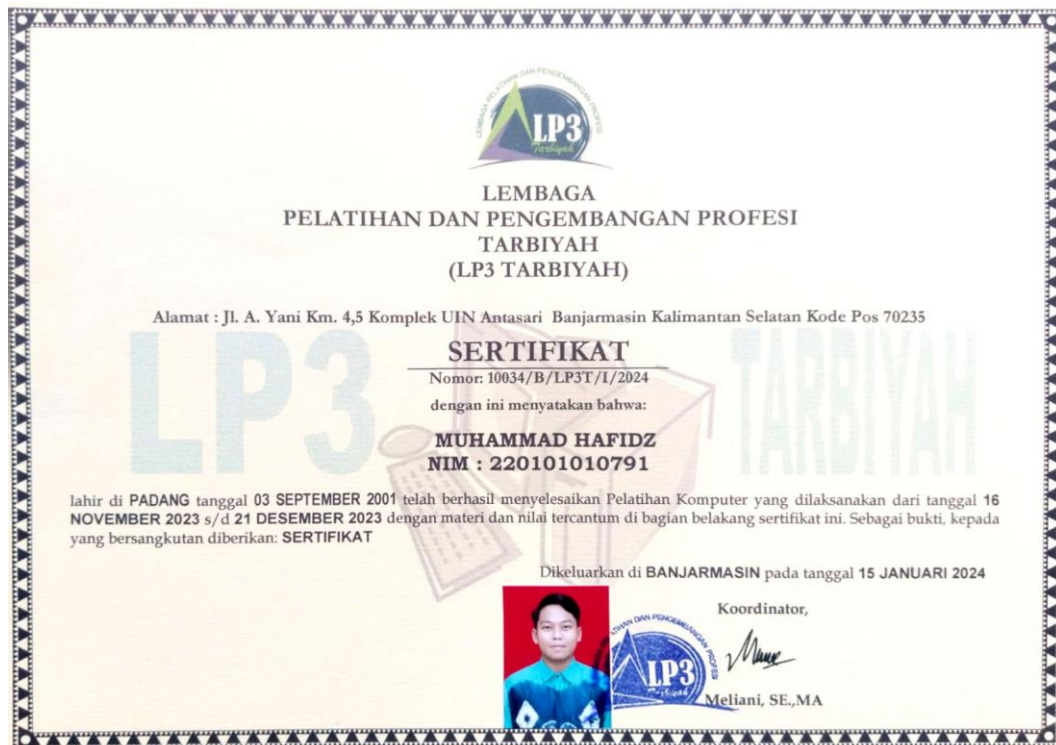 LEMBAGA PELATIHAN DAN PENGEMBANGAN PROFESI
LP3
Tarbiyah
LEMBAGA
PELATIHAN DAN PENGEMBANGAN PROFESI
TARBIYAH
(LP3 TARBIYAH)
Alamat : Jl. A. Yani Km. 4,5 Komplek UIN Antasari Banjarmasin Kalimantan Selatan Kode Pos 70235
LP3 TARBIYAH
SERTIFIKAT
Nomor: 10034/B/LP3T/I/2024
dengan ini menyatakan bahwa:
MUHAMMAD HAFIDZ
NIM : 220101010791
lahir di PADANG tanggal 03 SEPTEMBER 2001 telah berhasil menyelesaikan Pelatihan Komputer yang dilaksanakan dari tanggal 16
NOVEMBER 2023 s/d 21 DESEMBER 2023 dengan materi dan nilai tercantum di bagian belakang sertifikat ini. Sebagai bukti, kepada
yang bersangkutan diberikan: SERTIFIKAT
Dikeluarkan di BANJARMASIN pada tanggal 15 JANUARI 2024
Koordinator,
DAN PENGEMBANGAN PROFESI
LP3
Tarbiyah
Meliani, SE.,MA